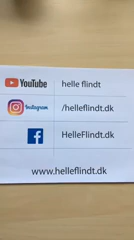 YouTube helle flindt
Instagram /helleflindt.dk
f HelleFlindt.dk
www.helleflindt.dk